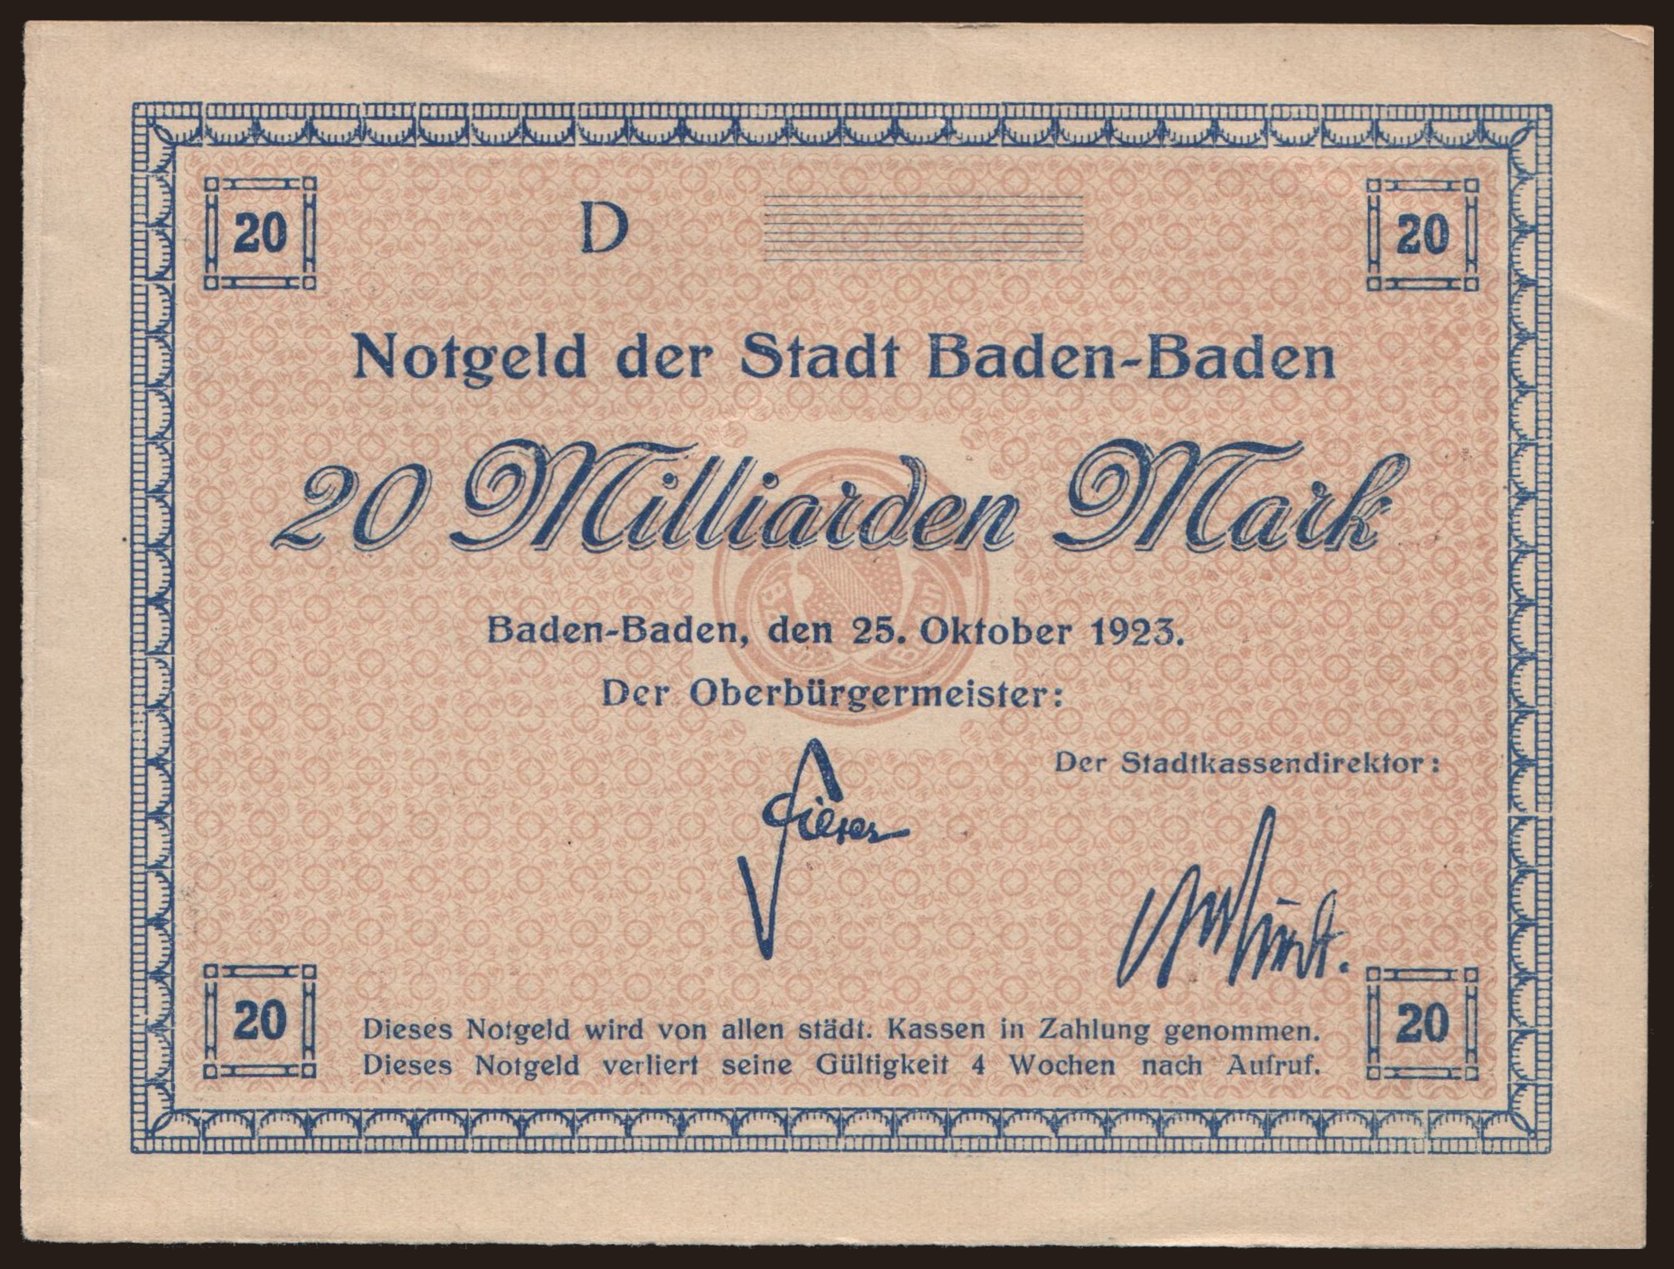 20 D 20
Notgeld der Stadt Baden-Baden
20 Milliarden Mark
Baden-Baden, den 25. Oktober 1923.
Der Oberbürgermeister:
Fieser
Der Stadtkassendirektor:
20 20
Dieses Notgeld wird von allen städt. Kassen in Zahlung genommen.
Dieses Notgeld verliert seine Gültigkeit 4 Wochen nach Aufruf.